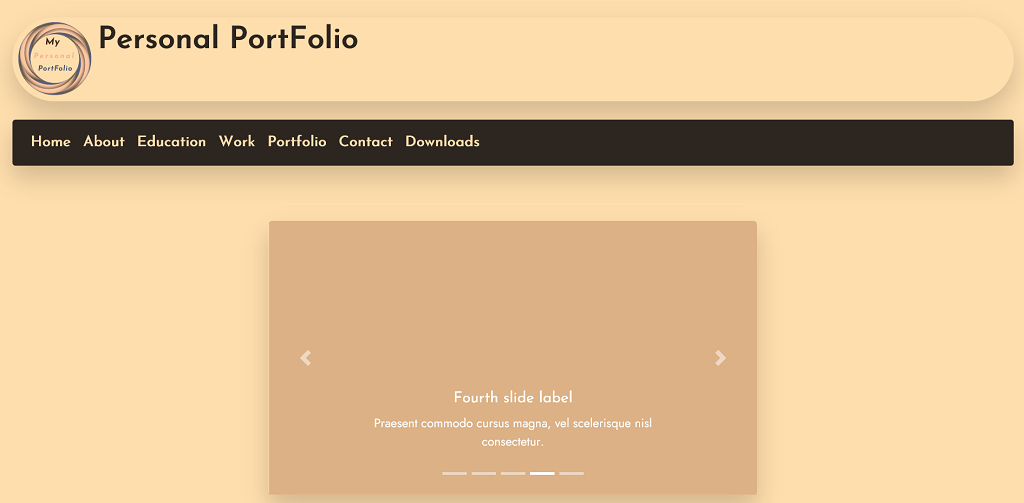 My
Personal
PortFolio
Personal PortFolio
Home About Education Work Portfolio Contact Downloads
Fourth slide label
Praesent commodo cursus magna, vel scelerisque nisl
consectetur.